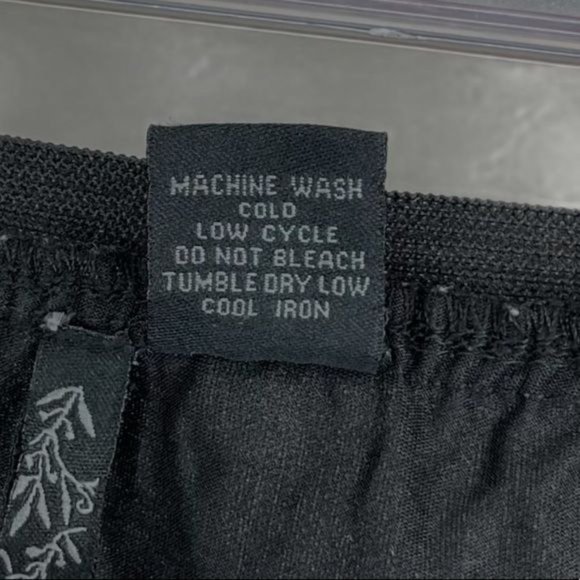 MACHINE WASH
COLD
LOW CYCLE
DO NOT BLEACH
TUMBLE DRY LOW
COOL IRON